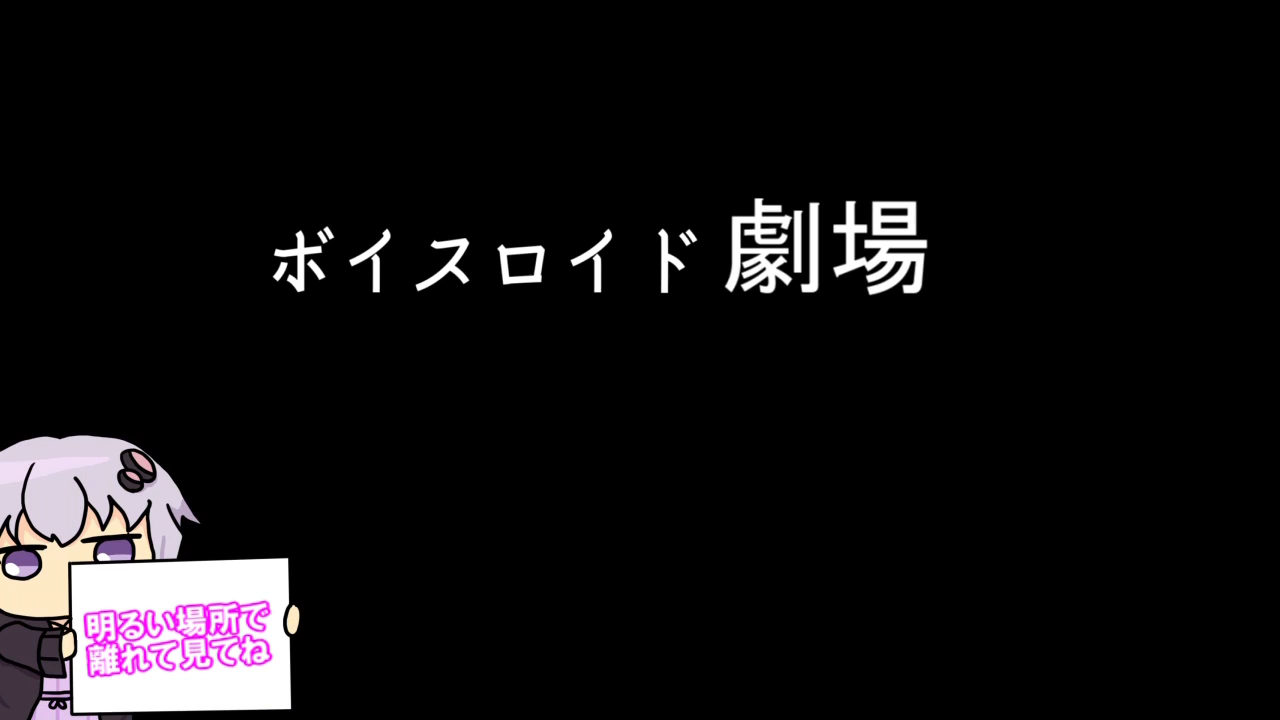 ボイスロイド劇場
明るい場所で
離れて見てね